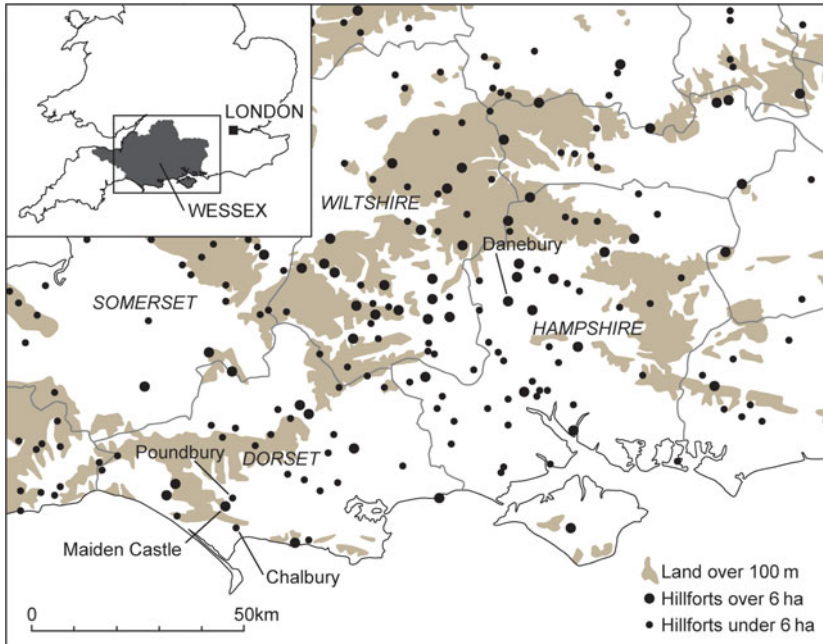 LONDON
WESSEX
WILTSHIRE
Danebury
SOMERSET
HAMPSHIRE
Poundbury
DORSET
Maiden Castle
Chalbury
Land over 100 m
Hillforts over 6 ha
Hillforts under 6 ha
0 50km